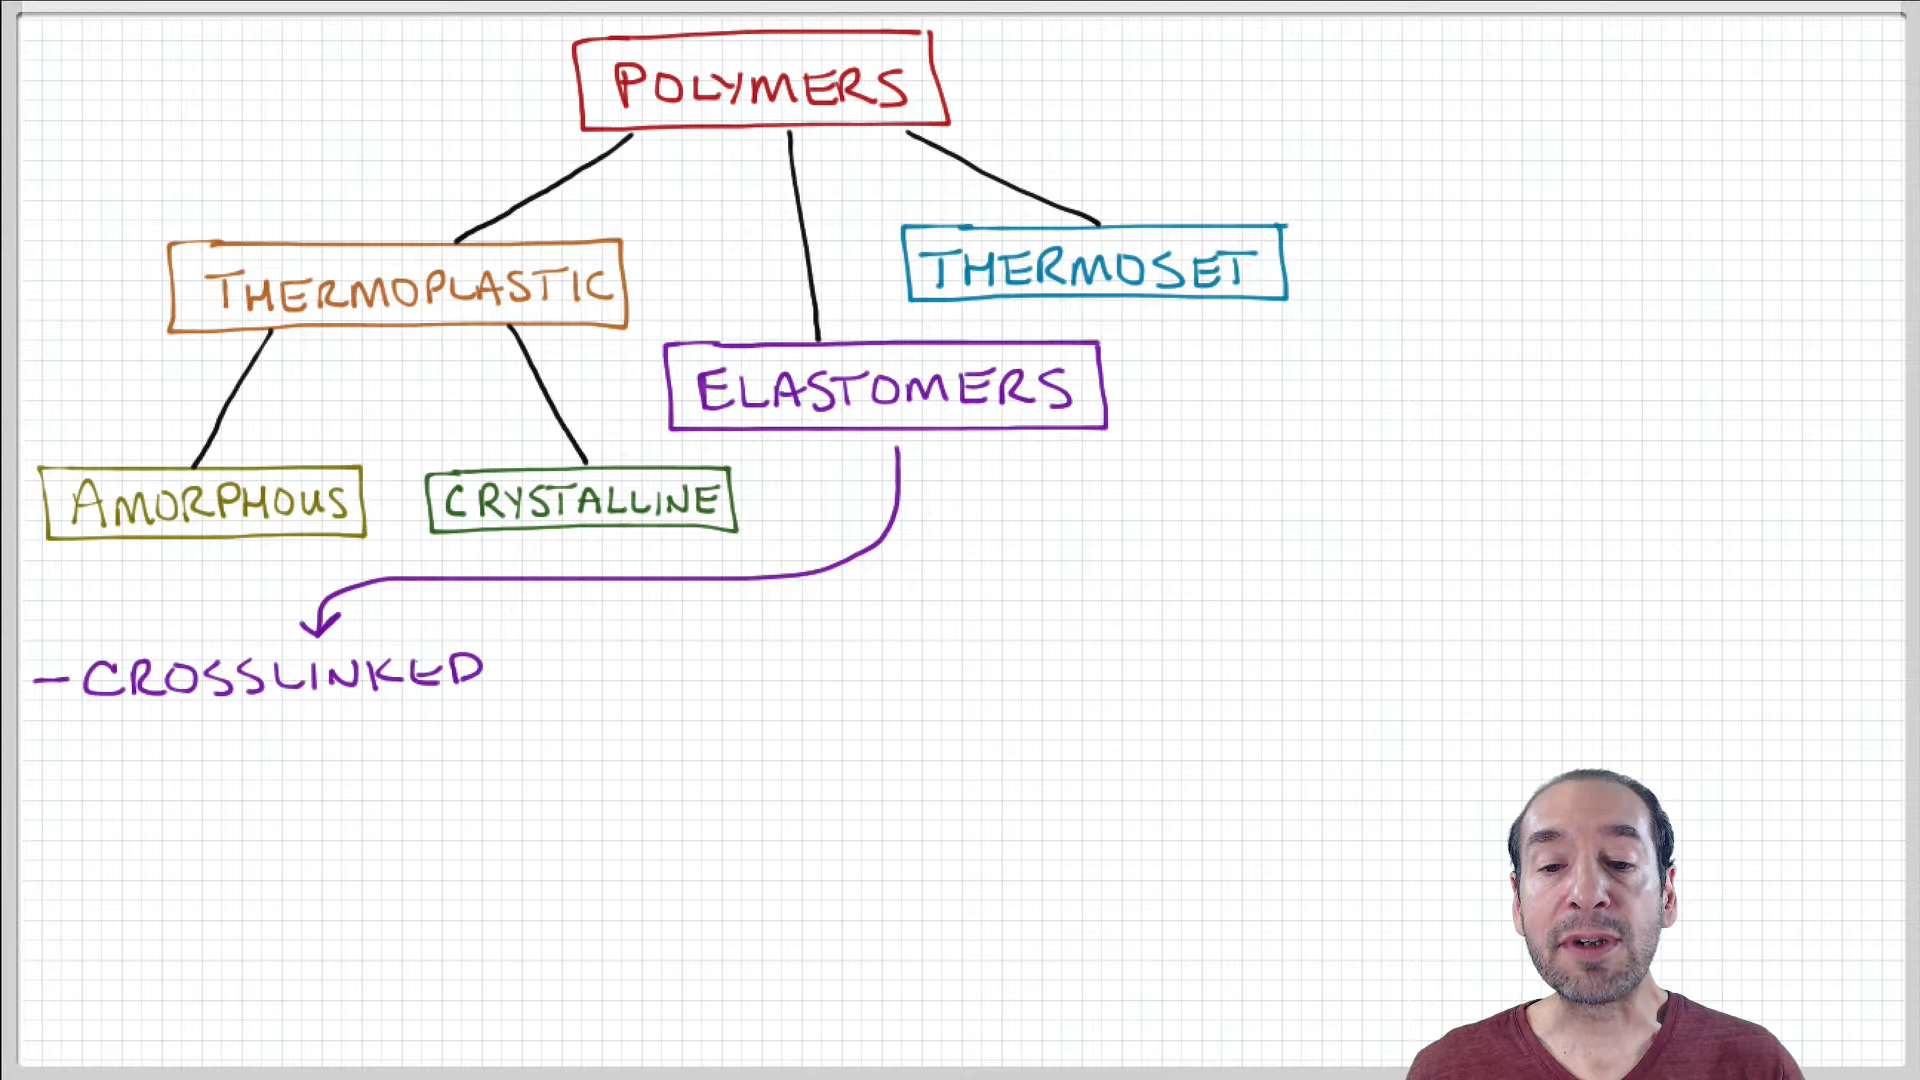 POLYMERS
THERMOPLASTIC
THERMOSET
ELASTOMERS
AMORPHOUS
CRYSTALLINE
- CROSSLINKED